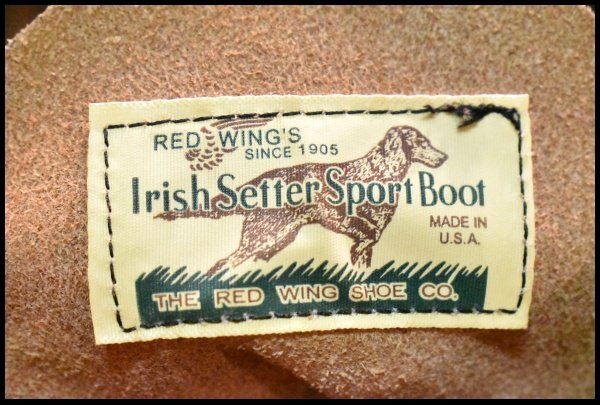 RED WING'S
SINCE 1905
Irish Setter Sport Boot
MADE IN
U.S.A.
THE RED WING SHOE CO.